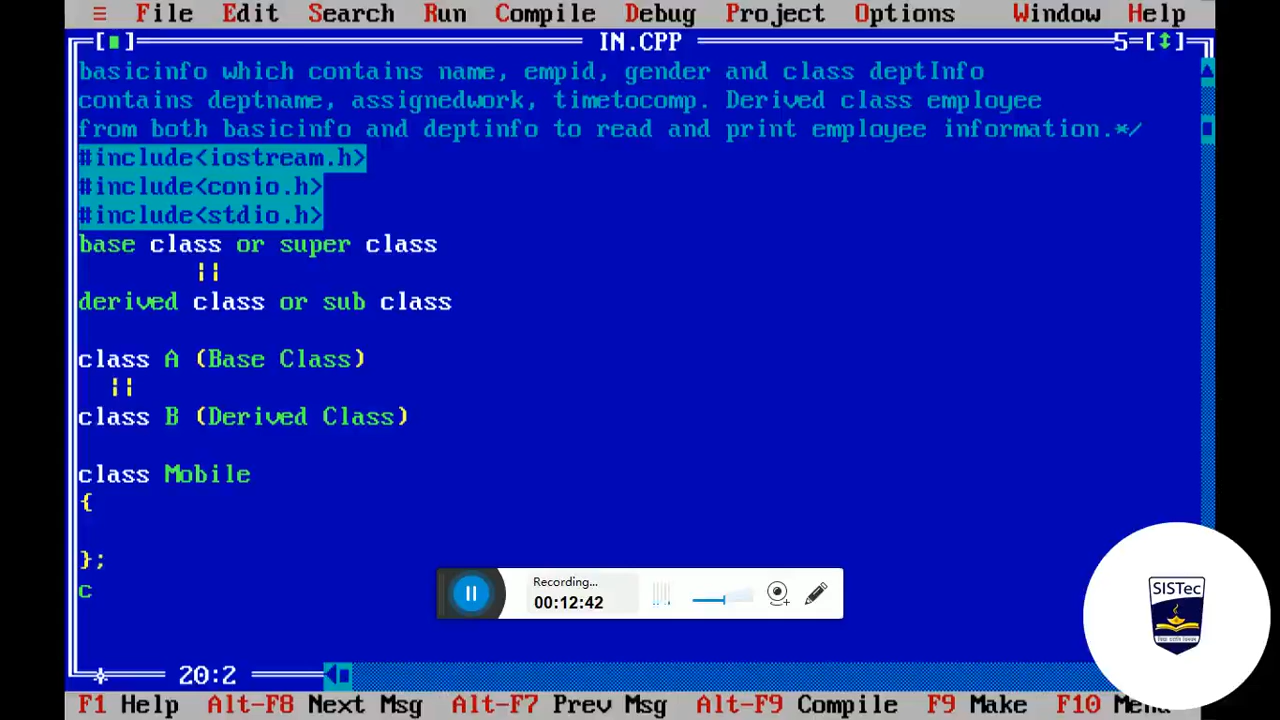 ≡ File Edit Search Run Compile Debug Project Options Window Help
IN.CPP 5
basicinfo which contains name, empid, gender and class deptInfo
contains deptname, assignedwork, timetocomp. Derived class employee
from both basicinfo and deptinfo to read and print employee information.*/
#include<iostream.h>
#include<conio.h>
#include<stdio.h>
base class or super class
||
derived class or sub class
class A (Base Class)
||
class B (Derived Class)
class Mobile
{
};
c
Recording...
00:12:42
SISTec
20:2
F1 Help Alt-F8 Next Msg Alt-F7 Prev Msg Alt-F9 Compile F9 Make F10 Menu